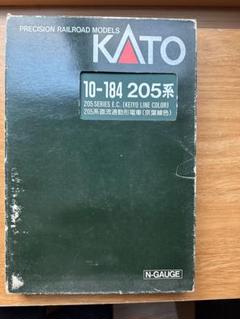 PRECISION RAILROAD MODELS
KATO
10-184 205系
205 SERIES E.C. (KEIYO LINE COLOR)
205系直流通勤形電車(京葉線色)
N-GAUGE